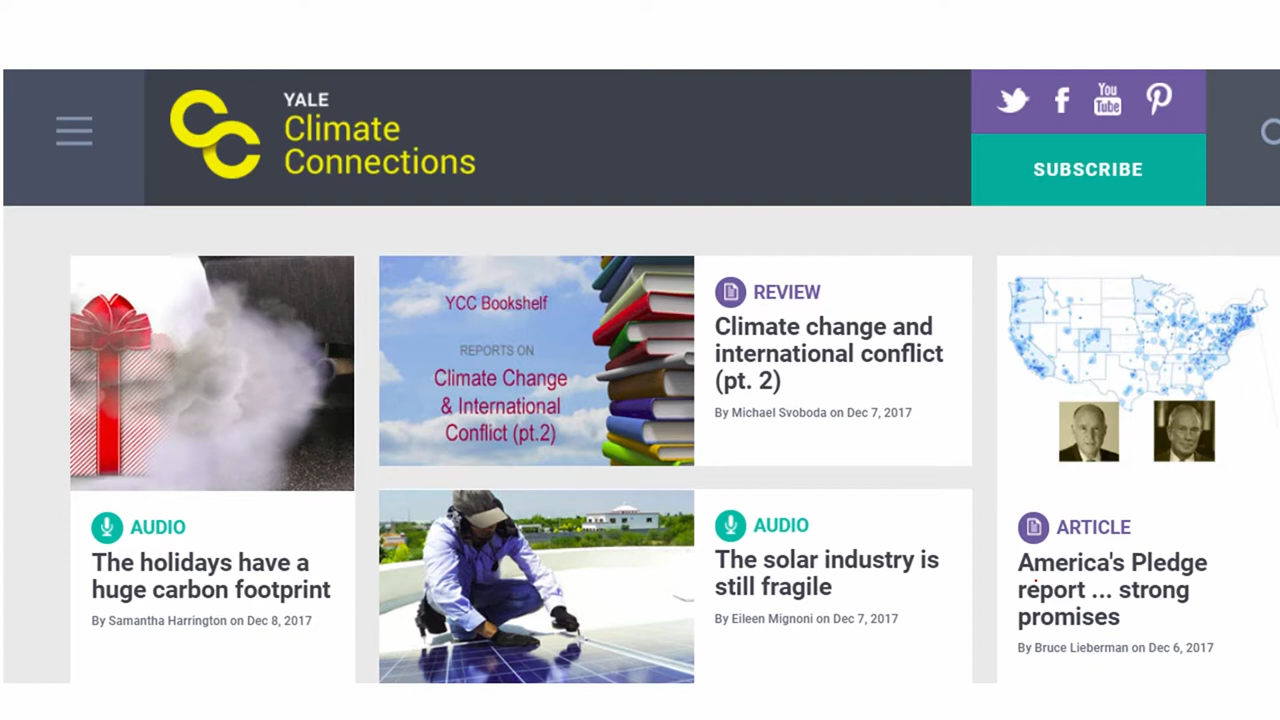 YALE
Climate
Connections
You
Tube
SUBSCRIBE
AUDIO
The holidays have a
huge carbon footprint
By Samantha Harrington on Dec 8, 2017
YCC Bookshelf
REPORTS ON
Climate Change
& International
Conflict (pt.2)
REVIEW
Climate change and
international conflict
(pt. 2)
By Michael Svoboda on Dec 7, 2017
AUDIO
The solar industry is
still fragile
By Eileen Mignoni on Dec 7, 2017
ARTICLE
America's Pledge
report ... strong
promises
By Bruce Lieberman on Dec 6, 2017